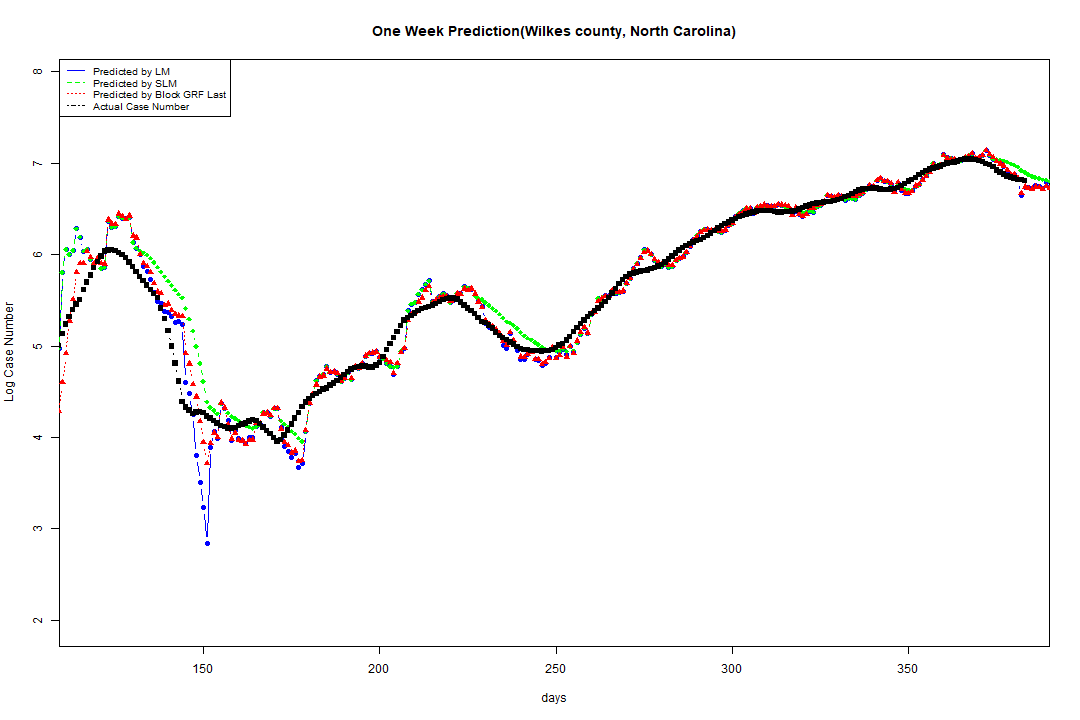 One Week Prediction(Wilkes county, North Carolina)
Predicted by LM
Predicted by SLM
Predicted by Block GRF Last
Actual Case Number
8
7
6
5
4
3
2
Log Case Number
150 200 250 300 350
days